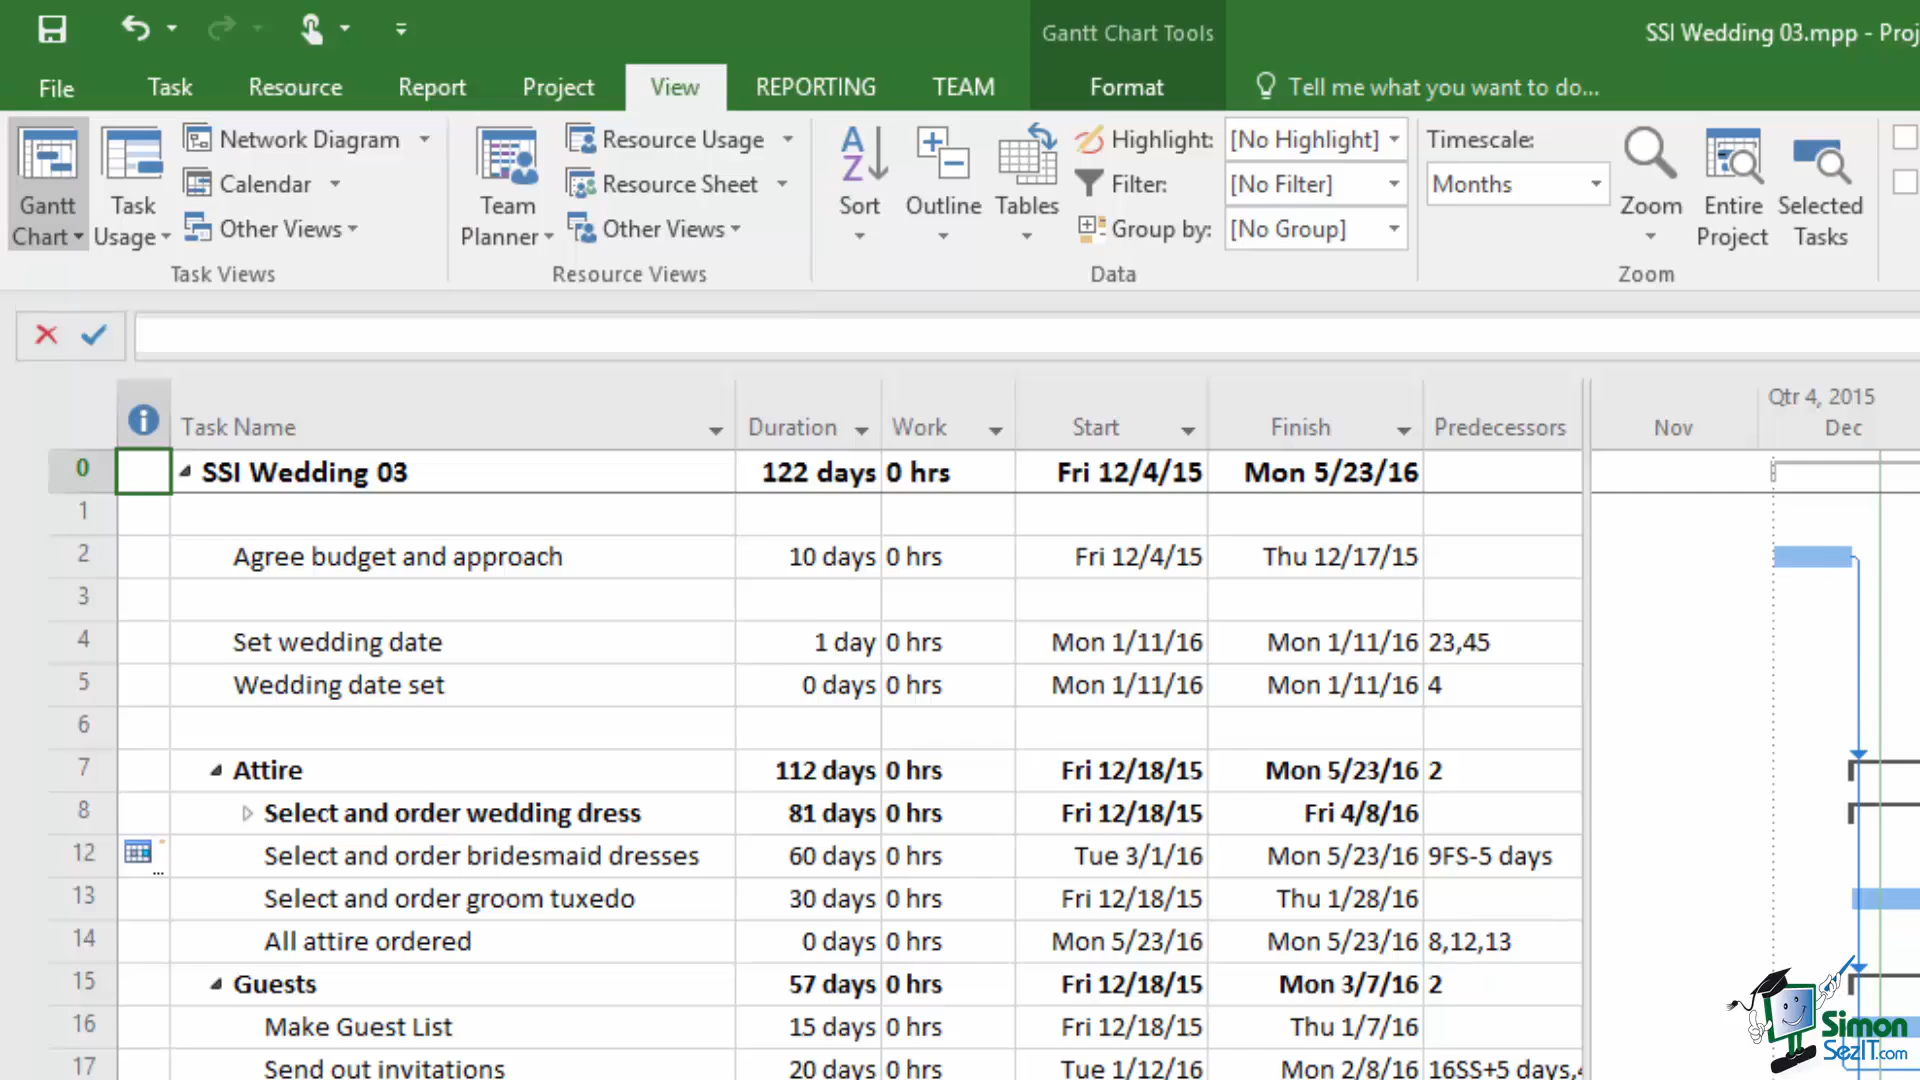 Gantt Chart Tools
SSI Wedding 03.mpp - Proj
File Task Resource Report Project View REPORTING TEAM Format Tell me what you want to do...
Gantt Chart
Task Usage
Network Diagram
Calendar
Other Views
Task Views
Team Planner
Resource Usage
Resource Sheet
Other Views
Resource Views
A
Z
Sort
Outline
Tables
Highlight: [No Highlight]
Filter: [No Filter]
Group by: [No Group]
Data
Timescale:
Months
Zoom
Entire Project
Selected Tasks
Zoom
Task Name Duration Work Start Finish Predecessors
Qtr 4, 2015
Nov Dec
0 SSI Wedding 03 122 days 0 hrs Fri 12/4/15 Mon 5/23/16
1
2 Agree budget and approach 10 days 0 hrs Fri 12/4/15 Thu 12/17/15
3
4 Set wedding date 1 day 0 hrs Mon 1/11/16 Mon 1/11/16 23,45
5 Wedding date set 0 days 0 hrs Mon 1/11/16 Mon 1/11/16 4
6
7 Attire 112 days 0 hrs Fri 12/18/15 Mon 5/23/16 2
8 Select and order wedding dress 81 days 0 hrs Fri 12/18/15 Fri 4/8/16
12 Select and order bridesmaid dresses 60 days 0 hrs Tue 3/1/16 Mon 5/23/16 9FS-5 days
13 Select and order groom tuxedo 30 days 0 hrs Fri 12/18/15 Thu 1/28/16
14 All attire ordered 0 days 0 hrs Mon 5/23/16 Mon 5/23/16 8,12,13
15 Guests 57 days 0 hrs Fri 12/18/15 Mon 3/7/16 2
16 Make Guest List 15 days 0 hrs Fri 12/18/15 Thu 1/7/16
17 Send out invitations 20 days 0 hrs Tue 1/12/16 Mon 2/8/16 16SS+5 days,4
Simon
SezIT.com